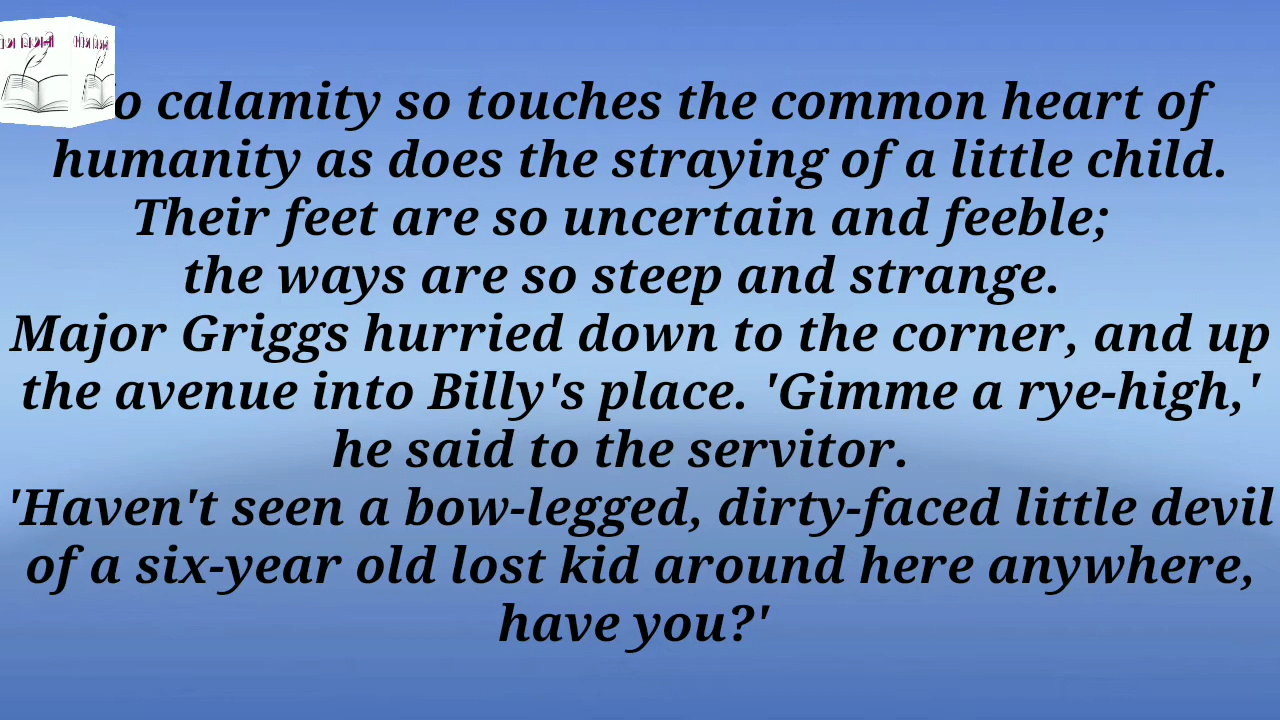 o calamity so touches the common heart of
humanity as does the straying of a little child.
Their feet are so uncertain and feeble;
the ways are so steep and strange.
Major Griggs hurried down to the corner, and up
the avenue into Billy's place. 'Gimme a rye-high,'
he said to the servitor.
'Haven't seen a bow-legged, dirty-faced little devil
of a six-year old lost kid around here anywhere,
have you?'